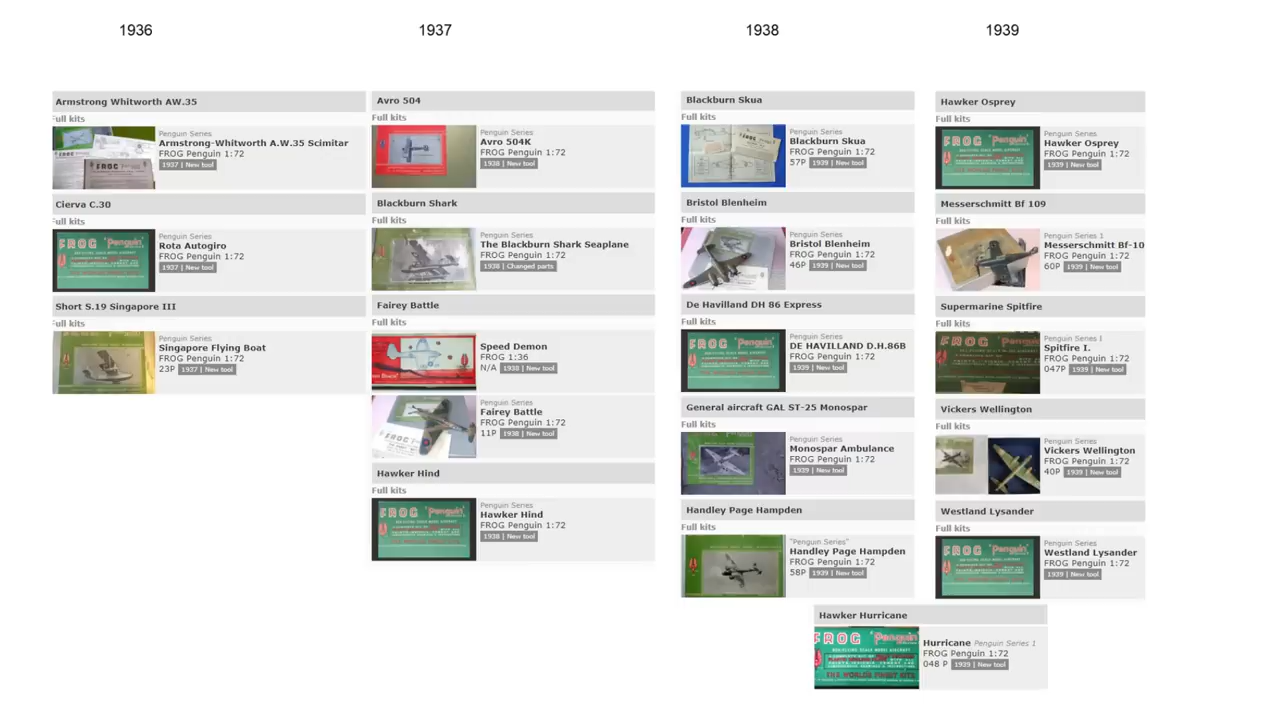 1936
1937
1938
1939
Armstrong Whitworth AW.35
Full kits
Penguin Series
Armstrong-Whitworth A.W.35 Scimitar
FROG Penguin 1:72
1937 | New tool
Cierva C.30
Full kits
FROG "Penguin"
Rota Autogiro
FROG Penguin 1:72
1937 | New tool
Short S.19 Singapore III
Full kits
Penguin Series
Singapore Flying Boat
FROG Penguin 1:72
23P 1937 | New tool
Avro 504
Full kits
Penguin Series
Avro 504K
FROG Penguin 1:72
1938 | New tool
Blackburn Shark
Full kits
Penguin Series
The Blackburn Shark Seaplane
FROG Penguin 1:72
1938 | Changed parts
Fairey Battle
Full kits
Speed Demon
FROG 1:36
N/A 1938 | New tool
Penguin Series
Fairey Battle
FROG Penguin 1:72
11P 1938 | New tool
Hawker Hind
Full kits
FROG "Penguin"
Penguin Series
Hawker Hind
FROG Penguin 1:72
1938 | New tool
Blackburn Skua
Full kits
Penguin Series
Blackburn Skua
FROG Penguin 1:72
57P 1939 | New tool
Bristol Blenheim
Full kits
Penguin Series
Bristol Blenheim
FROG Penguin 1:72
46P 1939 | New tool
De Havilland DH 86 Express
Full kits
FROG "Penguin"
Penguin Series
DE HAVILLAND D.H.86B
FROG Penguin 1:72
1939 | New tool
General aircraft GAL ST-25 Monospar
Full kits
Penguin Series
Monospar Ambulance
FROG Penguin 1:72
1939 | New tool
Handley Page Hampden
Full kits
"Penguin Series"
Handley Page Hampden
FROG Penguin 1:72
58P 1939 | New tool
Hawker Osprey
Full kits
FROG "Penguin"
Penguin Series
Hawker Osprey
FROG Penguin 1:72
1939 | New tool
Messerschmitt Bf 109
Full kits
Penguin Series 1
Messerschmitt Bf-10
FROG Penguin 1:72
60P 1939 | New tool
Supermarine Spitfire
Full kits
Penguin Series I
Spitfire I.
FROG Penguin 1:72
047P 1939 | New tool
Vickers Wellington
Full kits
Penguin Series
Vickers Wellington
FROG Penguin 1:72
40P 1939 | New tool
Westland Lysander
Full kits
FROG "Penguin"
Penguin Series
Westland Lysander
FROG Penguin 1:72
1939 | New tool
Hawker Hurricane
FROG "Penguin"
THE WORLDS FINEST KITS
Hurricane Penguin Series 1
FROG Penguin 1:72
048 P 1939 | New tool